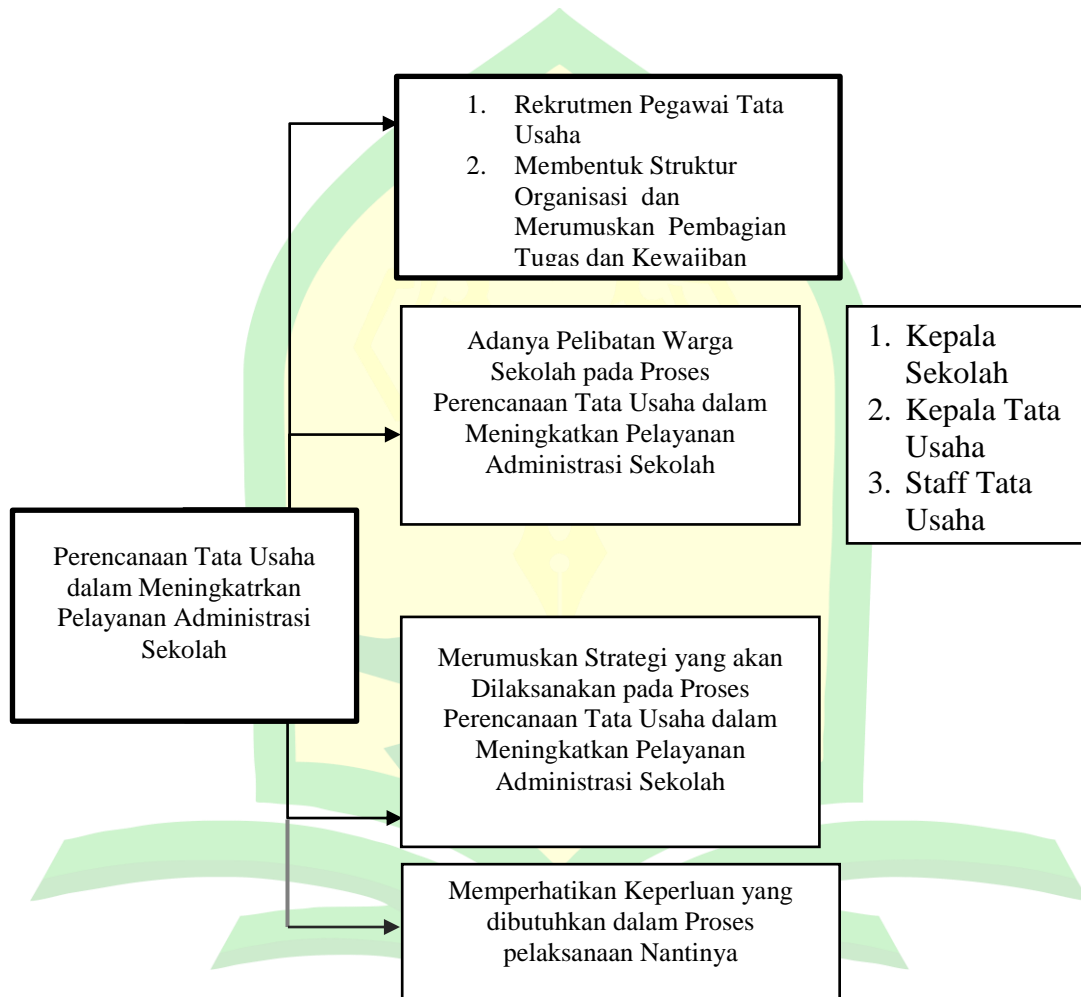 1. Rekrutmen Pegawai Tata
Usaha
2. Membentuk Struktur
Organisasi dan
Merumuskan Pembagian
Tugas dan Kewajiban
Adanya Pelibatan Warga
Sekolah pada Proses
Perencanaan Tata Usaha dalam
Meningkatkan Pelayanan
Administrasi Sekolah
1. Kepala
Sekolah
2. Kepala Tata
Usaha
3. Staff Tata
Usaha
Perencanaan Tata Usaha
dalam Meningkatrkan
Pelayanan Administrasi
Sekolah
Merumuskan Strategi yang akan
Dilaksanakan pada Proses
Perencanaan Tata Usaha dalam
Meningkatkan Pelayanan
Administrasi Sekolah
Memperhatikan Keperluan yang
dibutuhkan dalam Proses
pelaksanaan Nantinya